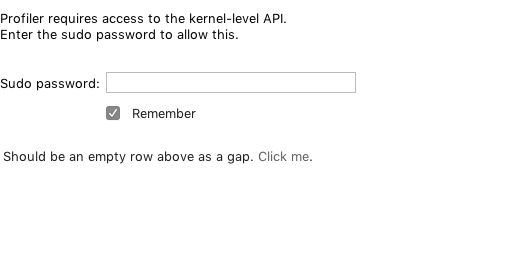 Profiler requires access to the kernel-level API.
Enter the sudo password to allow this.
Sudo password:
Remember
Should be an empty row above as a gap. Click me.